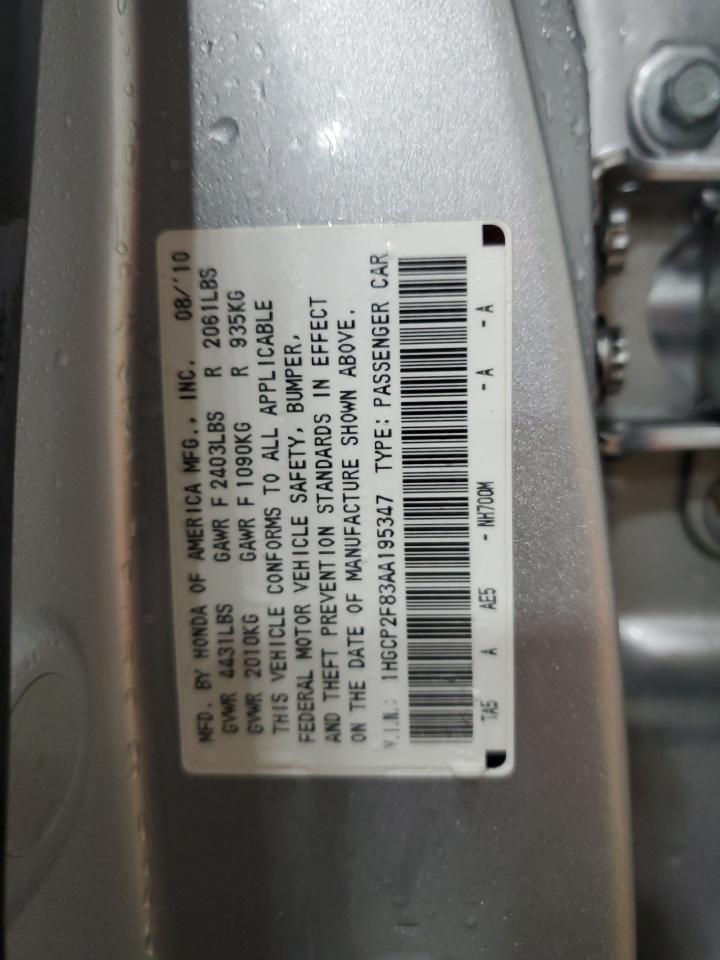 MFD. BY HONDA OF AMERICA MFG., INC. 08/'10
GVWR 4431LBS GAWR F 2403LBS R 2061LBS
GVWR 2010KG GAWR F 1090KG R 935KG
THIS VEHICLE CONFORMS TO ALL APPLICABLE
FEDERAL MOTOR VEHICLE SAFETY, BUMPER,
AND THEFT PREVENTION STANDARDS IN EFFECT
ON THE DATE OF MANUFACTURE SHOWN ABOVE.
V.I.N.: 1HGCP2F83AA195347 TYPE: PASSENGER CAR
TA5 A AE5 - NH700M - A - A